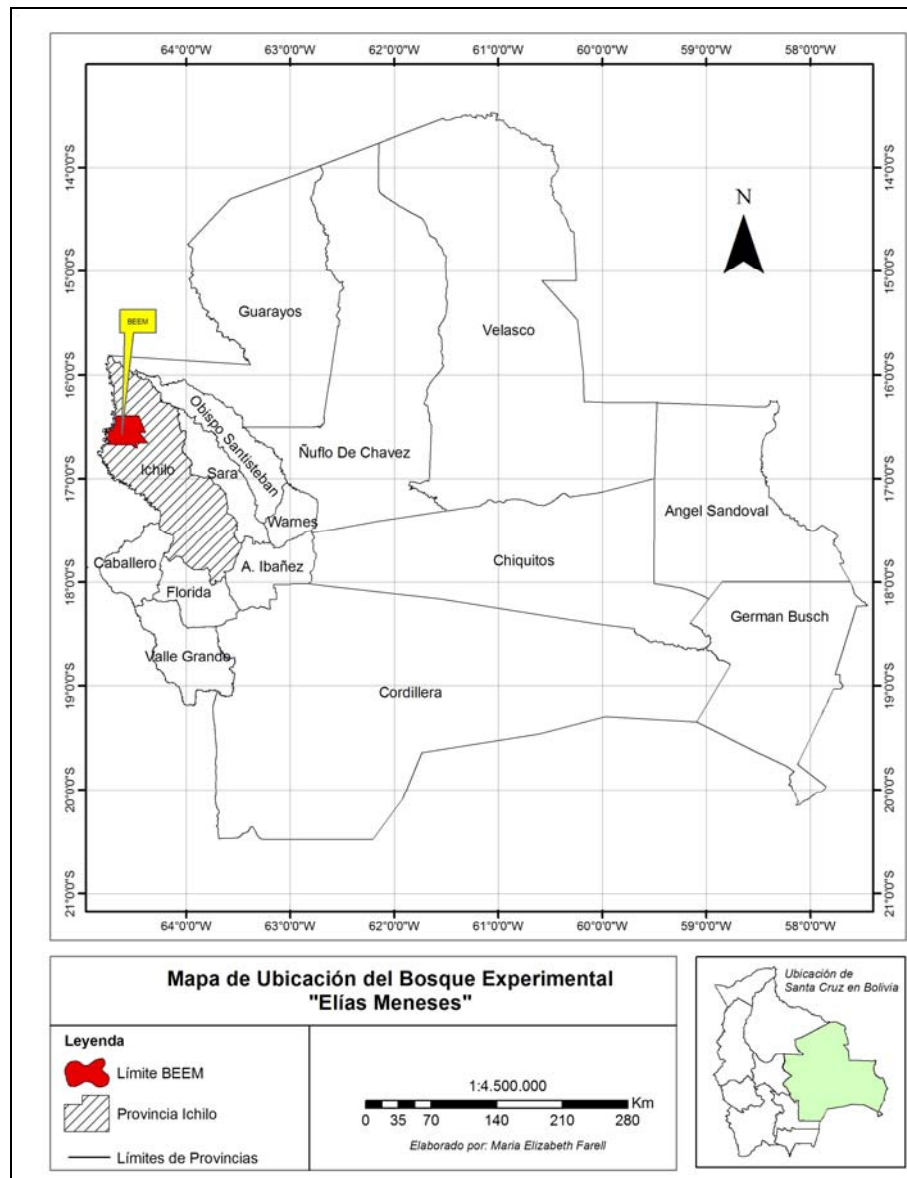 64°0'0"W 63°0'0"W 62°0'0"W 61°0'0"W 60°0'0"W 59°0'0"W 58°0'0"W
14°0'0"S
14°0'0"S
N
15°0'0"S
15°0'0"S
Guarayos
BEEM
Velasco
16°0'0"S
16°0'0"S
Obispo Santisteban
Ñuflo De Chavez
Ichilo
Sara
17°0'0"S
17°0'0"S
Angel Sandoval
Warnes
Caballero
A. Ibañez
Chiquitos
18°0'0"S
18°0'0"S
Florida
German Busch
Valle Grande
Cordillera
19°0'0"S
19°0'0"S
20°0'0"S
20°0'0"S
21°0'0"S
21°0'0"S
64°0'0"W 63°0'0"W 62°0'0"W 61°0'0"W 60°0'0"W 59°0'0"W 58°0'0"W
Mapa de Ubicación del Bosque Experimental
"Elías Meneses"
Leyenda
Límite BEEM
Provincia Ichilo
Límites de Provincias
1:4.500.000
Km
0 35 70 140 210 280
Elaborado por: Maria Elizabeth Farell
Ubicación de
Santa Cruz en Bolivia